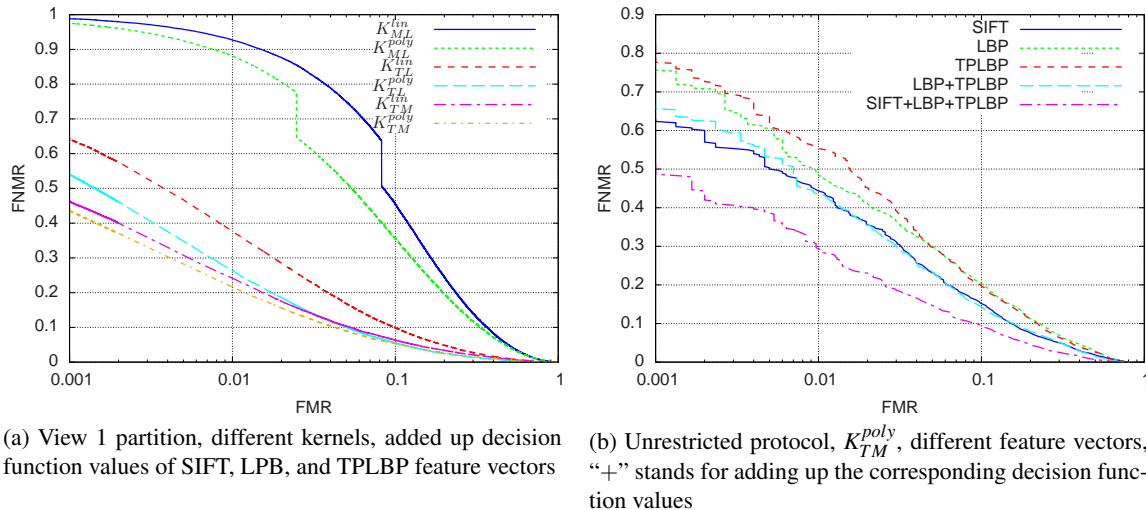 1
0.9
0.8
0.7
0.6
0.5
0.4
0.3
0.2
0.1
0
FNMR
0.001 0.01 0.1 1
FMR
K_{ML}^{lin}
K_{ML}^{poly}
K_{TL}^{lin}
K_{TL}^{poly}
K_{TM}^{lin}
K_{TM}^{poly}
(a) View 1 partition, different kernels, added up decision
function values of SIFT, LPB, and TPLBP feature vectors
0.9
0.8
0.7
0.6
0.5
0.4
0.3
0.2
0.1
0
FNMR
0.001 0.01 0.1 1
FMR
SIFT
LBP
TPLBP
LBP+TPLBP
SIFT+LBP+TPLBP
(b) Unrestricted protocol, K_{TM}^{poly}, different feature vectors,
“+” stands for adding up the corresponding decision func-
tion values